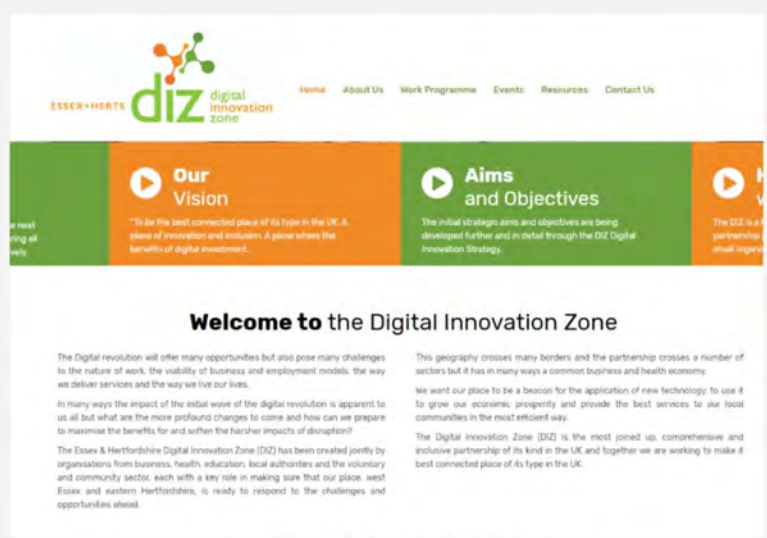 ESSEX+HERTS
diz digital
innovation
zone
Home About Us Work Programme Events Resources Contact Us
Our
Vision
"To be the best connected place of its type in the UK. A
place of innovation and inclusion. A place where the
benefits of digital investment.
Aims
and Objectives
The initial strategic aims and objectives are being
developed further and in detail through the DIZ Digital
Innovation Strategy.
The DIZ is a
partnership
small
Welcome to the Digital Innovation Zone
The Digital revolution will offer many opportunities but also pose many challenges
to the nature of work, the viability of business and employment models, the way
we deliver services and the way we live our lives.
In many ways the impact of the initial wave of the digital revolution is apparent to
us all but what are the more profound changes to come and how can we prepare
to maximise the benefits for and soften the harsher impacts of disruption?
The Essex & Hertfordshire Digital Innovation Zone (DIZ) has been created jointly by
organisations from business, health, education, local authorities and the voluntary
and community sector, each with a key role in making sure that our place, west
Essex and eastern Hertfordshire, is ready to respond to the challenges and
opportunities ahead.
This geography crosses many borders and the partnership crosses a number of
sectors but it has in many ways a common business and health economy.
We want our place to be a beacon for the application of new technology, to use it
to grow our economic prosperity and provide the best services to our local
communities in the most efficient way.
The Digital Innovation Zone (DIZ) is the most joined up, comprehensive and
inclusive partnership of its kind in the UK and together we are working to make it
best connected place of its type in the UK.